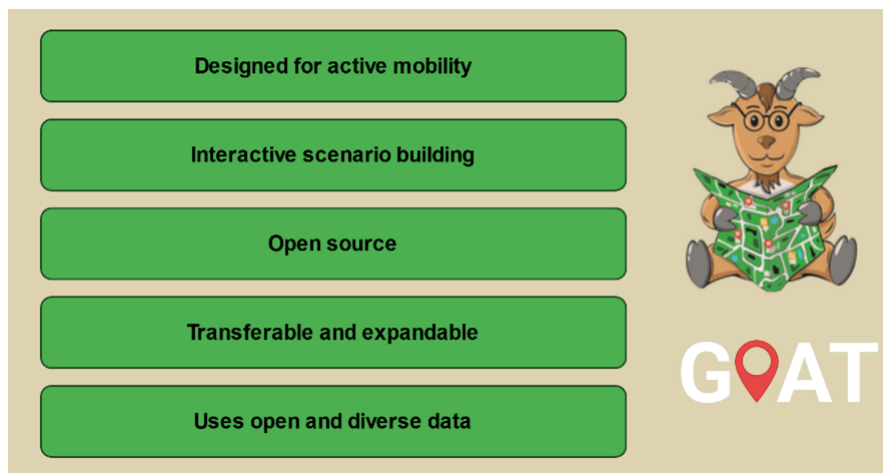 Designed for active mobility
Interactive scenario building
Open source
Transferable and expandable
Uses open and diverse data
GOAT